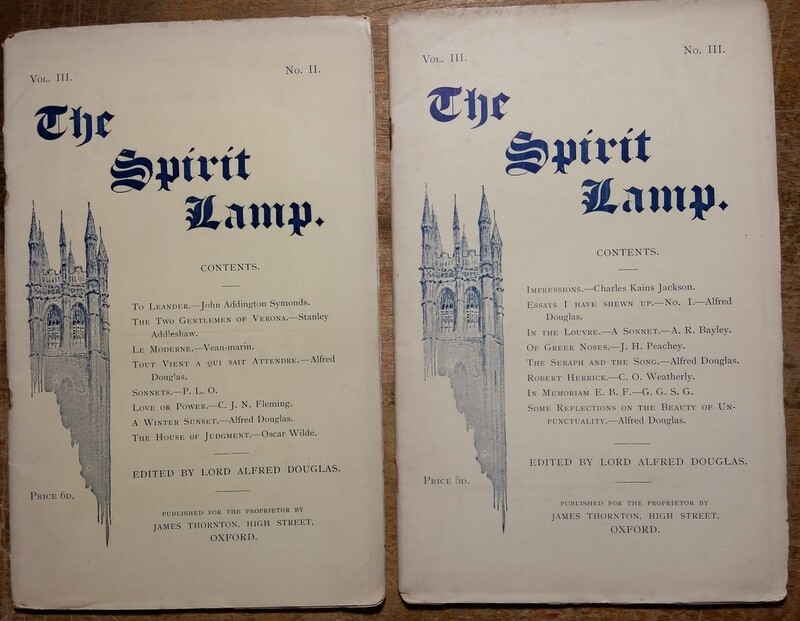 Vol. III.
No. II.
The
Spirit
Lamp.
CONTENTS.
To Leander.—John Addington Symonds.
The Two Gentlemen of Verona.—Stanley
Addleshaw.
Le Moderne.—Veau-marin.
Tout Vient a qui sait Attendre.—Alfred
Douglas.
Sonnets.—P. L. O.
Love or Power.—C. J. N. Fleming.
A Winter Sunset.—Alfred Douglas.
The House of Judgment.—Oscar Wilde.
EDITED BY LORD ALFRED DOUGLAS.
Price 6d.
PUBLISHED FOR THE PROPRIETOR BY
JAMES THORNTON, HIGH STREET,
OXFORD.
Vol. III.
No. III.
The
Spirit
Lamp.
CONTENTS.
Impressions.—Charles Kains Jackson.
Essays I have shewn up.—No. 1.—Alfred
Douglas.
In the Louvre.—A Sonnet.—A. R. Bayley.
Of Greek Noses.—J. H. Peachey.
The Seraph and the Song.—Alfred Douglas.
Robert Herrick.—C. O. Weatherly.
In Memoriam E. B. F.—G. G. S. G.
Some Reflections on the Beauty of Un-
punctuality.—Alfred Douglas.
EDITED BY LORD ALFRED DOUGLAS.
Price 5d.
PUBLISHED FOR THE PROPRIETOR BY
JAMES THORNTON, HIGH STREET,
OXFORD.